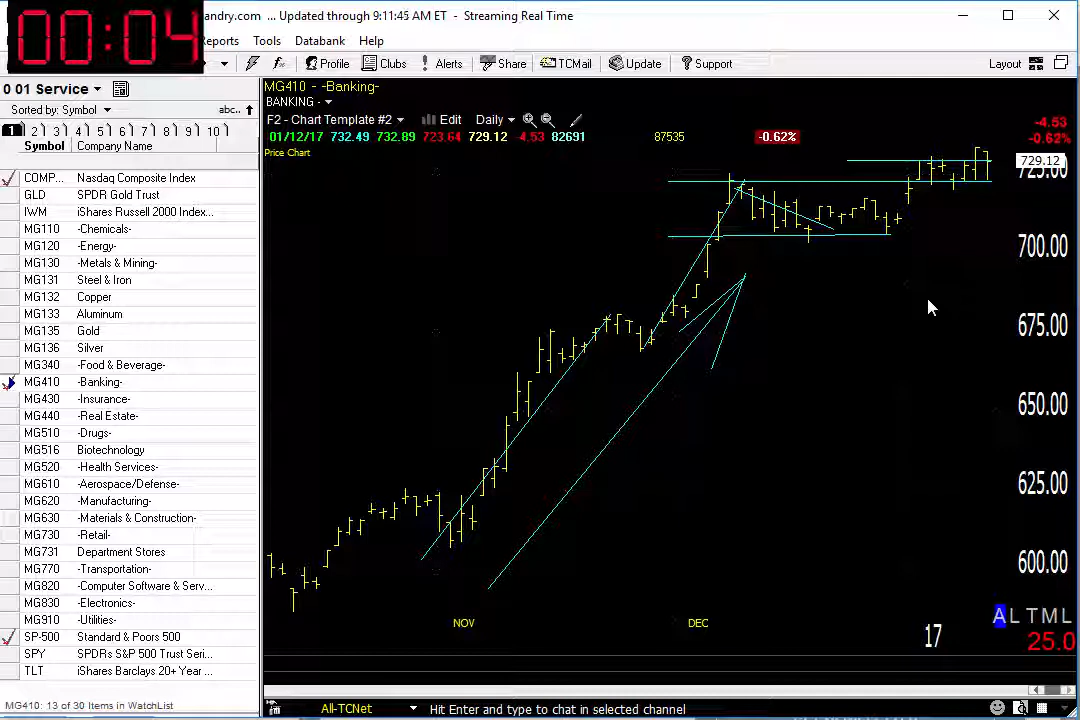 00:04
andry.com ... Updated through 9:11:45 AM ET - Streaming Real Time
Reports Tools Databank Help
Profile Clubs Alerts Share TCMail Update Support Layout
0 01 Service
Sorted by: Symbol abc..
1 2 3 4 5 6 7 8 9 10
Symbol Company Name
COMP... Nasdaq Composite Index
GLD SPDR Gold Trust
IWM iShares Russell 2000 Index...
MG110 -Chemicals-
MG120 -Energy-
MG130 -Metals & Mining-
MG131 Steel & Iron
MG132 Copper
MG133 Aluminum
MG135 Gold
MG136 Silver
MG340 -Food & Beverage-
MG410 -Banking-
MG430 -Insurance-
MG440 -Real Estate-
MG510 -Drugs-
MG516 Biotechnology
MG520 -Health Services-
MG610 -Aerospace/Defense-
MG620 -Manufacturing-
MG630 -Materials & Construction-
MG730 -Retail-
MG731 Department Stores
MG770 -Transportation-
MG820 -Computer Software & Serv...
MG830 -Electronics-
MG910 -Utilities-
SP-500 Standard & Poors 500
SPY SPDRs S&P 500 Trust Seri...
TLT iShares Barclays 20+ Year ...
MG410: 13 of 30 Items in WatchList
MG410 - -Banking-
BANKING -
F2 - Chart Template #2 Edit Daily
01/12/17 732.49 732.89 723.64 729.12 -4.53 82691 87535 -0.62%
Price Chart
-4.53
-0.62%
729.12
725.00
700.00
675.00
650.00
625.00
600.00
NOV DEC 17
A L T M L
25.0
All-TCNet Hit Enter and type to chat in selected channel